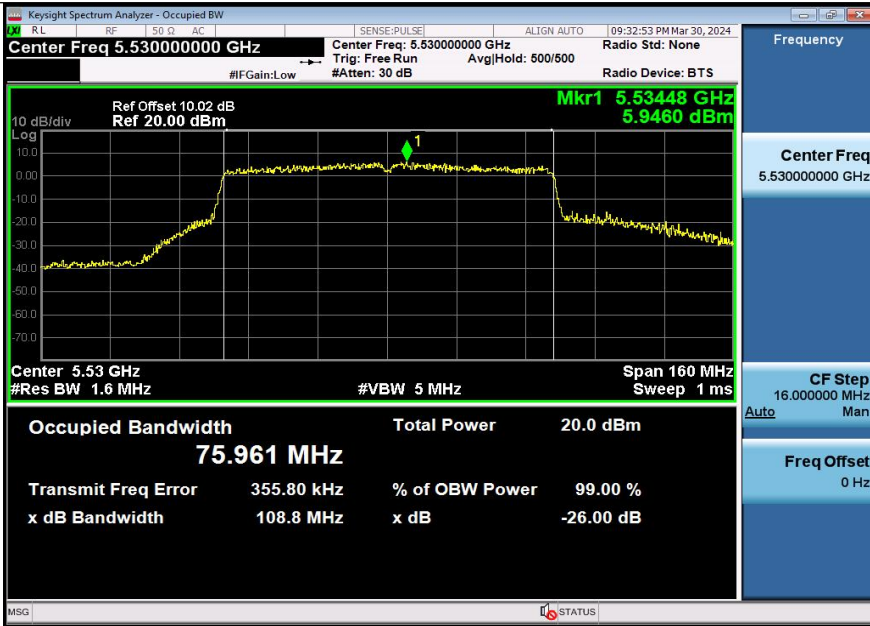 Keysight Spectrum Analyzer - Occupied BW
LXI RL RF 50 Ω AC SENSE:PULSE ALIGN AUTO 09:32:53 PM Mar 30, 2024
Center Freq 5.530000000 GHz
Center Freq: 5.530000000 GHz
Radio Std: None
Trig: Free Run Avg|Hold: 500/500
#IFGain:Low
#Atten: 30 dB
Radio Device: BTS
Ref Offset 10.02 dB
Mkr1 5.53448 GHz
10 dB/div Ref 20.00 dBm
5.9460 dBm
Log
10.0
1
0.00
-10.0
-20.0
-30.0
-40.0
-50.0
-60.0
-70.0
Center 5.53 GHz
Span 160 MHz
#Res BW 1.6 MHz
#VBW 5 MHz
Sweep 1 ms
Occupied Bandwidth
Total Power 20.0 dBm
75.961 MHz
Transmit Freq Error 355.80 kHz
% of OBW Power 99.00 %
x dB Bandwidth 108.8 MHz
x dB -26.00 dB
Frequency
Center Freq
5.530000000 GHz
CF Step
16.000000 MHz
Auto Man
Freq Offset
0 Hz
MSG
STATUS